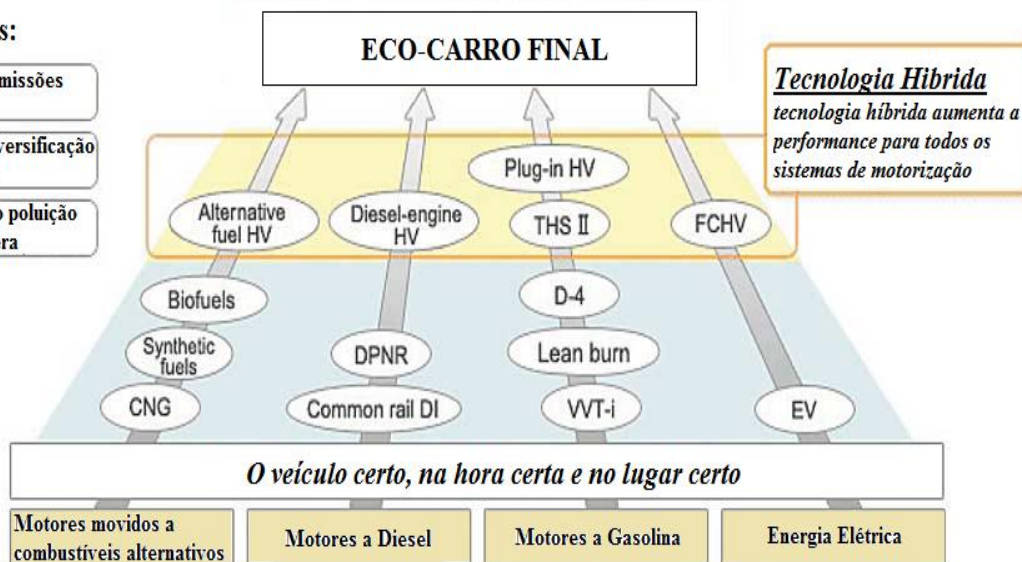 s:
missões
versificação
o poluição
era
ECO-CARRO FINAL
Tecnologia Hibrida
tecnologia híbrida aumenta a
performance para todos os
sistemas de motorização
Plug-in HV
Alternative
fuel HV
Diesel-engine
HV
THS II
FCHV
Biofuels
D-4
Synthetic
fuels
DPNR
Lean burn
CNG
Common rail DI
VVT-i
EV
O veículo certo, na hora certa e no lugar certo
Motores movidos a
combustíveis alternativos
Motores a Diesel
Motores a Gasolina
Energia Elétrica